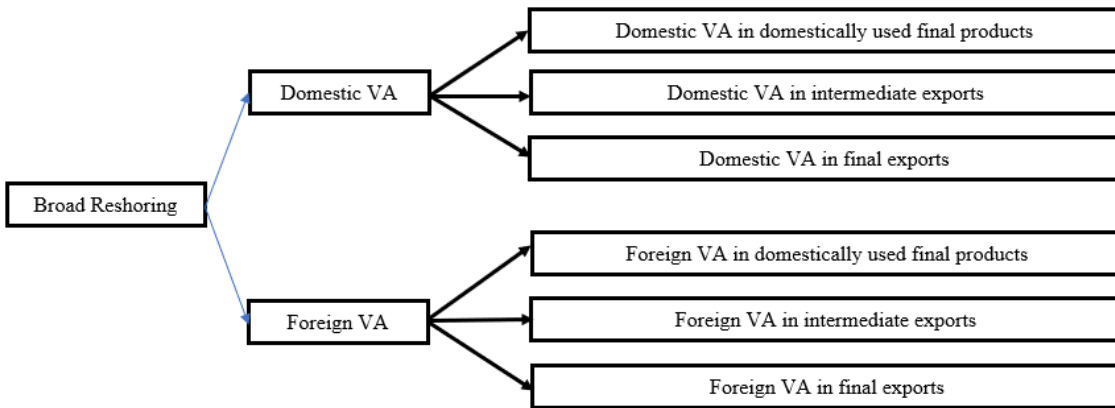 Domestic VA in domestically used final products
Domestic VA
Domestic VA in intermediate exports
Domestic VA in final exports
Broad Reshoring
Foreign VA in domestically used final products
Foreign VA
Foreign VA in intermediate exports
Foreign VA in final exports